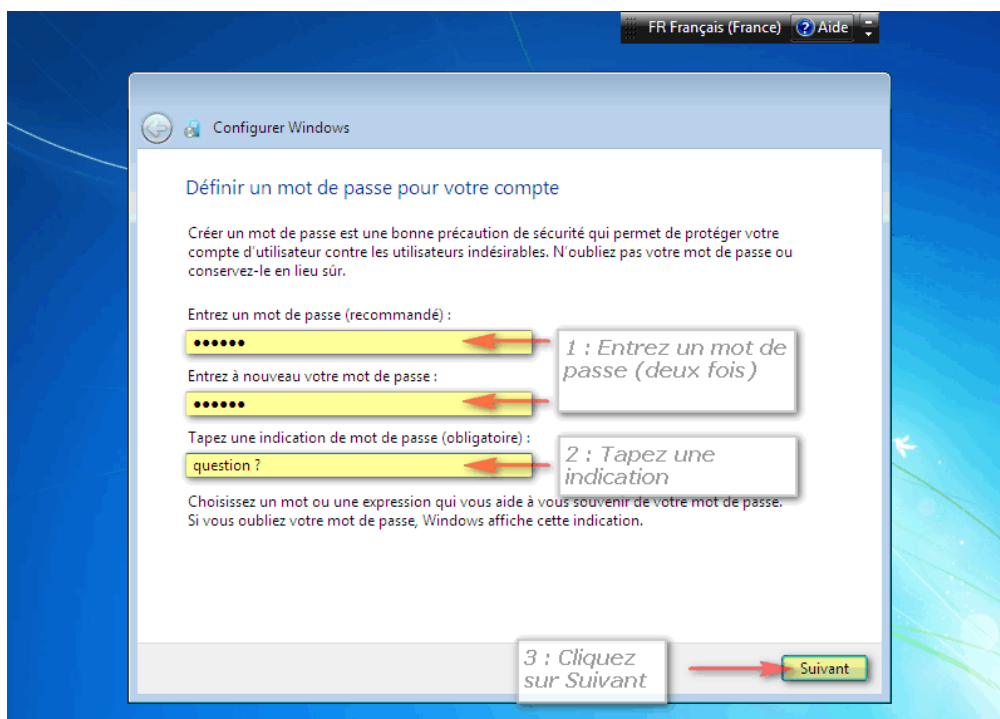 FR Français (France) Aide
Configurer Windows
Définir un mot de passe pour votre compte
Créer un mot de passe est une bonne précaution de sécurité qui permet de protéger votre
compte d'utilisateur contre les utilisateurs indésirables. N'oubliez pas votre mot de passe ou
conservez-le en lieu sûr.
Entrez un mot de passe (recommandé) :
●●●●●●
1 : Entrez un mot de
passe (deux fois)
Entrez à nouveau votre mot de passe :
●●●●●●
Tapez une indication de mot de passe (obligatoire) :
question ?
2 : Tapez une
indication
Choisissez un mot ou une expression qui vous aide à vous souvenir de votre mot de passe.
Si vous oubliez votre mot de passe, Windows affiche cette indication.
3 : Cliquez
sur Suivant
Suivant